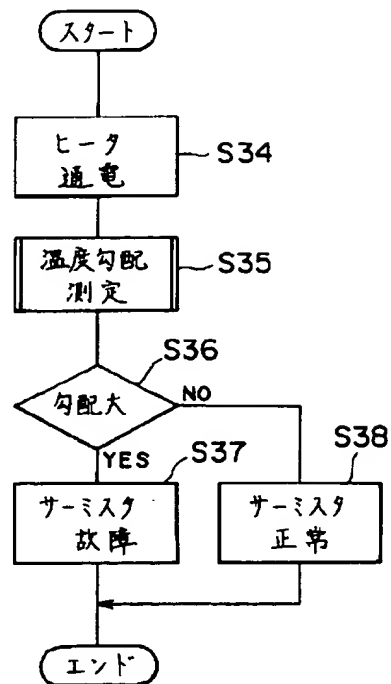 スタート
ヒータ
通電
S34
温度勾配
測定
S35
S36
勾配大
NO
YES
S37
サーミスタ
故障
S38
サーミスタ
正常
エンド